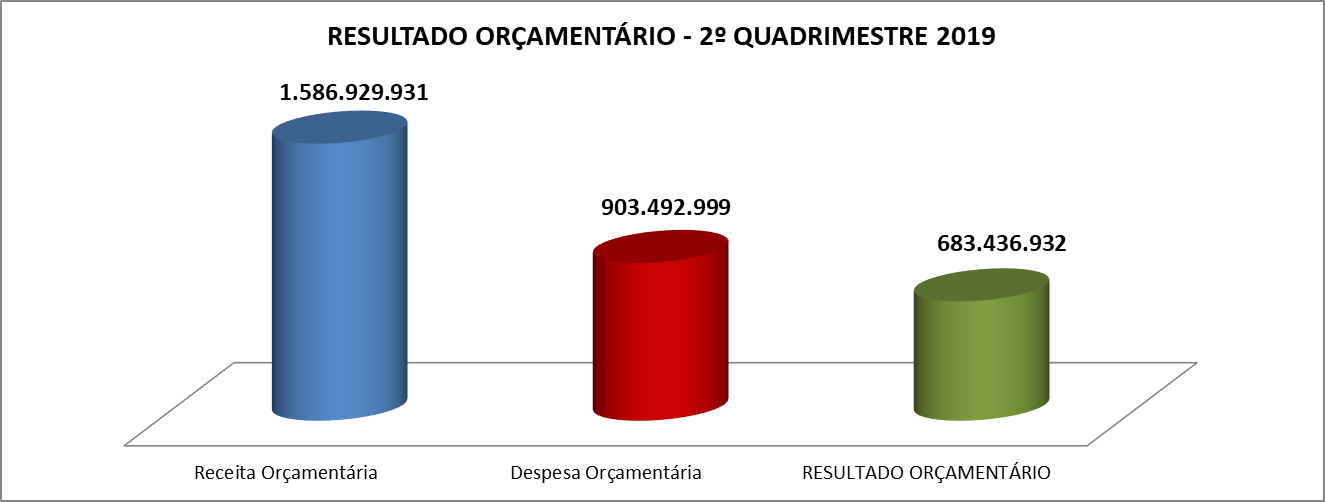 RESULTADO ORÇAMENTÁRIO - 2º QUADRIMESTRE 2019
1.586.929.931
903.492.999
683.436.932
Receita Orçamentária
Despesa Orçamentária
RESULTADO ORÇAMENTÁRIO